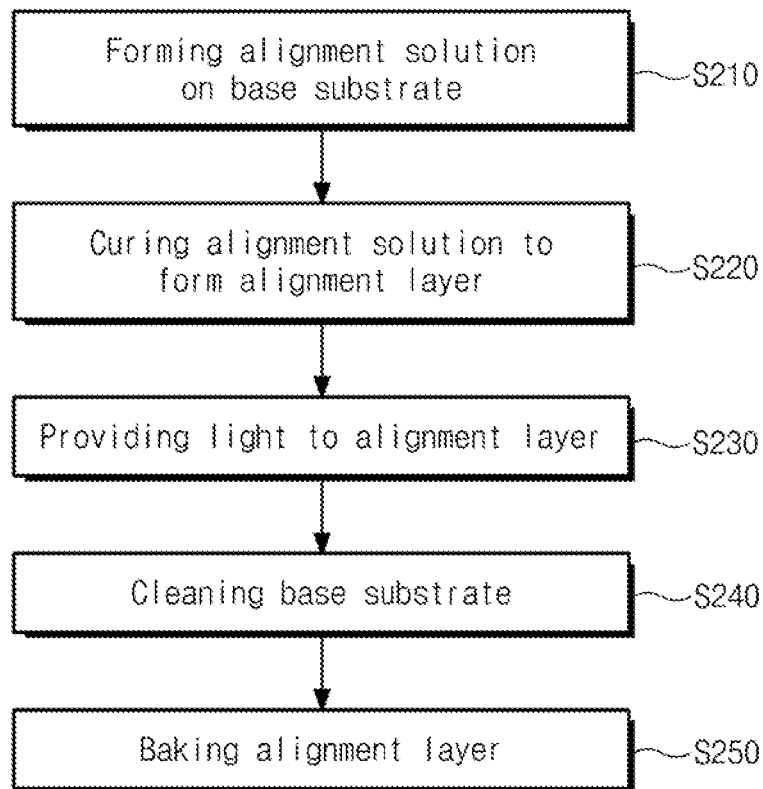 Forming alignment solution
on base substrate
S210
Curing alignment solution to
form alignment layer
S220
Providing light to alignment layer
S230
Cleaning base substrate
S240
Baking alignment layer
S250